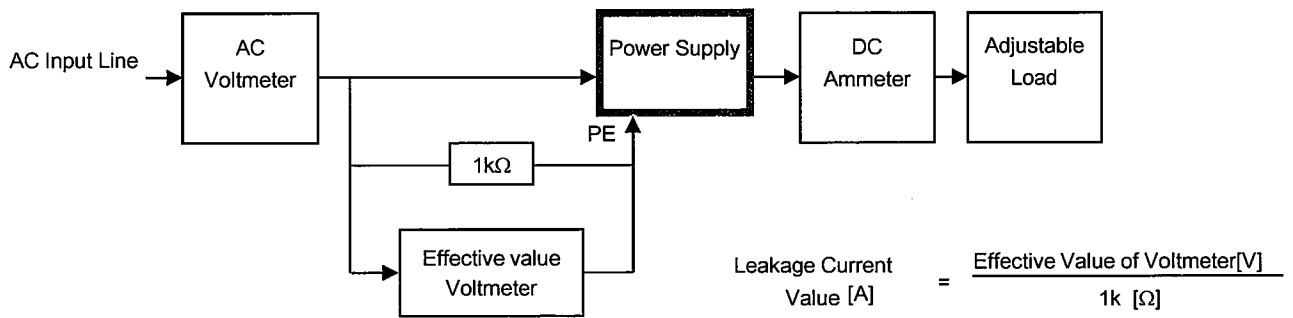 AC Input Line
AC
Voltmeter
Power Supply
DC
Ammeter
Adjustable
Load
PE
1kΩ
Effective value
Voltmeter
Leakage Current
Value [A]
=
Effective Value of Voltmeter[V]
1k [Ω]